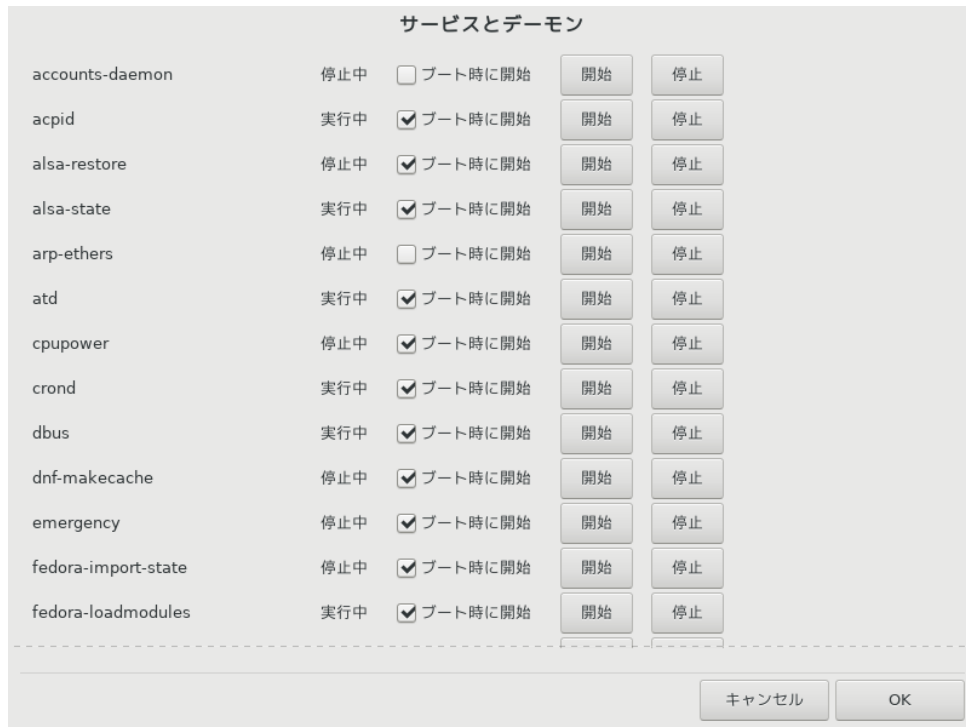 サービスとデーモン
accounts-daemon 停止中 ブート時に開始 開始 停止
acpid 実行中 ブート時に開始 開始 停止
alsa-restore 停止中 ブート時に開始 開始 停止
alsa-state 実行中 ブート時に開始 開始 停止
arp-ethers 停止中 ブート時に開始 開始 停止
atd 実行中 ブート時に開始 開始 停止
cpupower 停止中 ブート時に開始 開始 停止
crond 実行中 ブート時に開始 開始 停止
dbus 実行中 ブート時に開始 開始 停止
dnf-makecache 停止中 ブート時に開始 開始 停止
emergency 停止中 ブート時に開始 開始 停止
fedora-import-state 停止中 ブート時に開始 開始 停止
fedora-loadmodules 実行中 ブート時に開始 開始 停止
キャンセル OK